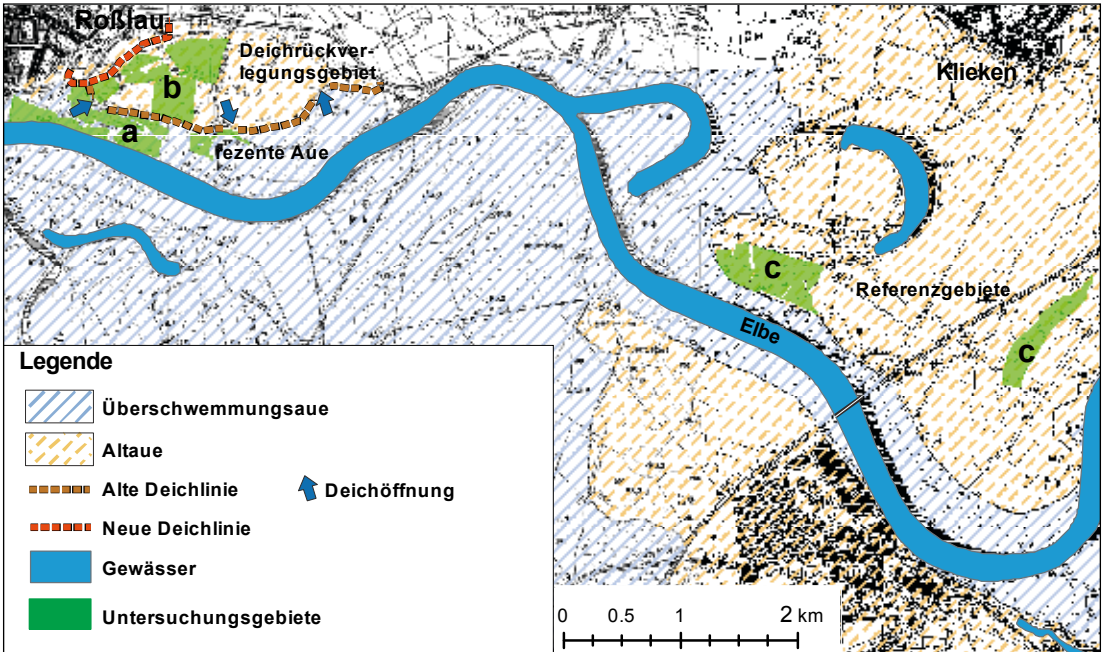 Roßlau
Deichrückver-
legungsgebiet
Klieken
b
a
rezente Aue
c
Referenzgebiete
Elbe
c
Legende
Überschwemmungsaue
Altaue
Alte Deichlinie
Deichöffnung
Neue Deichlinie
Gewässer
Untersuchungsgebiete
0 0.5 1 2 km